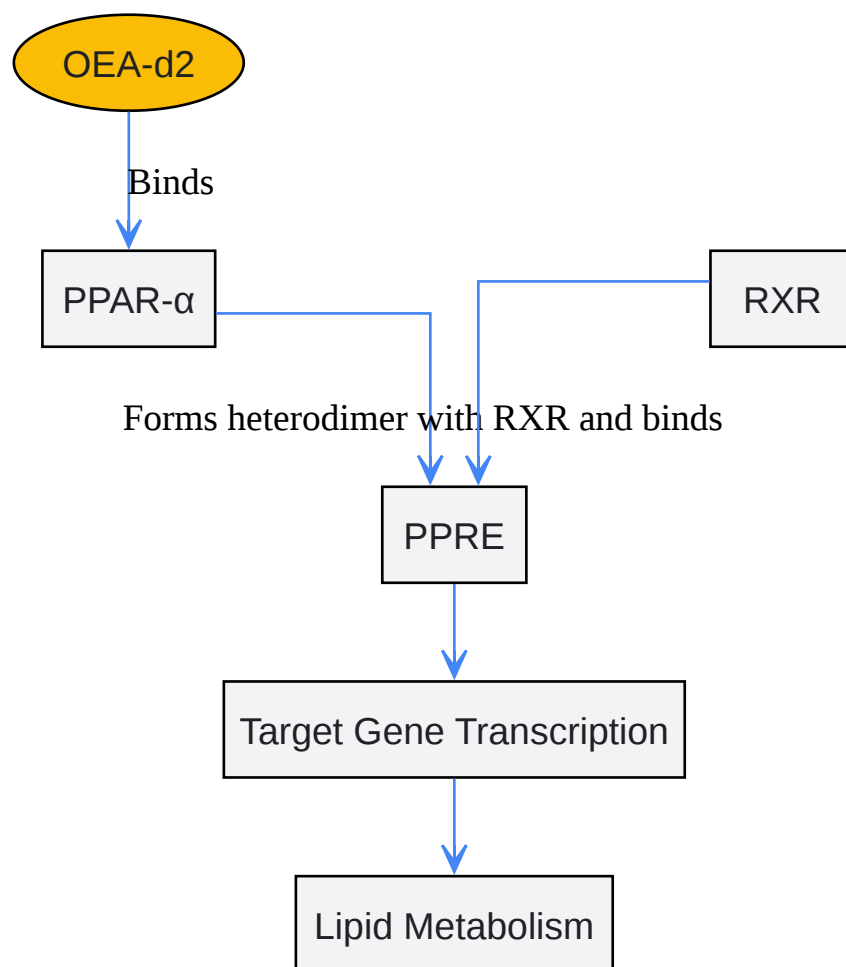 OEA-d2
Binds
PPAR-α
RXR
Forms heterodimer with RXR and binds
PPRE
Target Gene Transcription
Lipid Metabolism